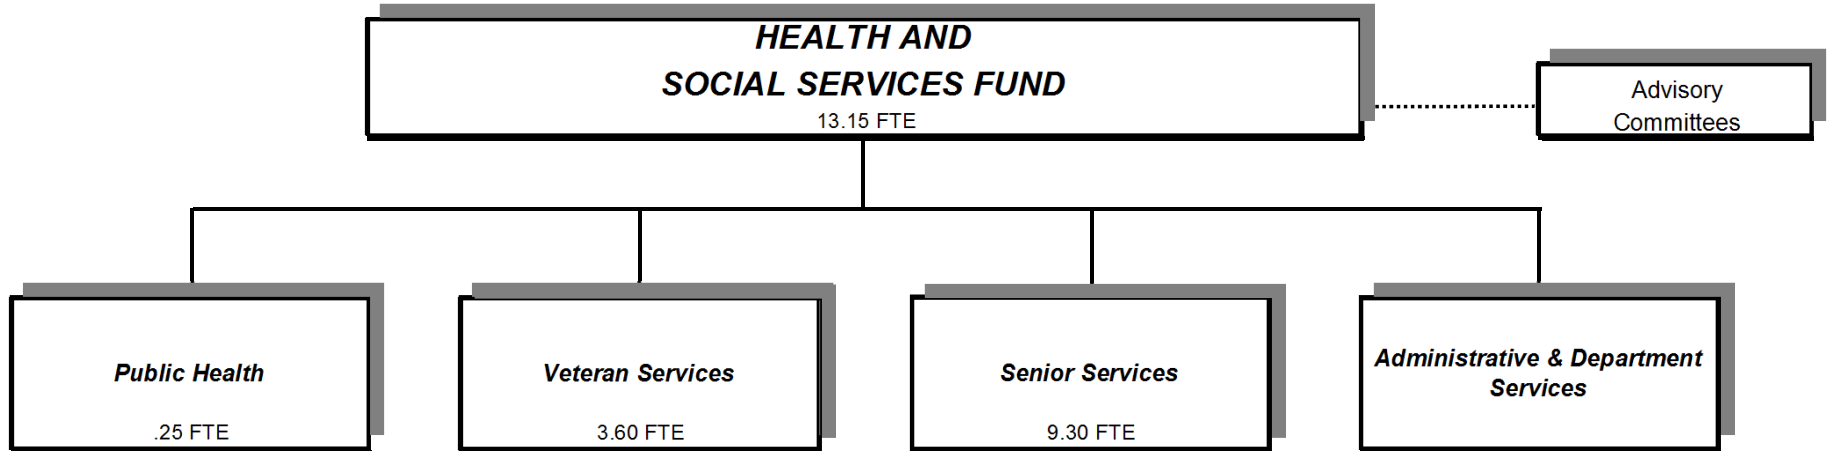 HEALTH AND
SOCIAL SERVICES FUND
13.15 FTE
Advisory
Committees
Public Health
.25 FTE
Veteran Services
3.60 FTE
Senior Services
9.30 FTE
Administrative & Department
Services